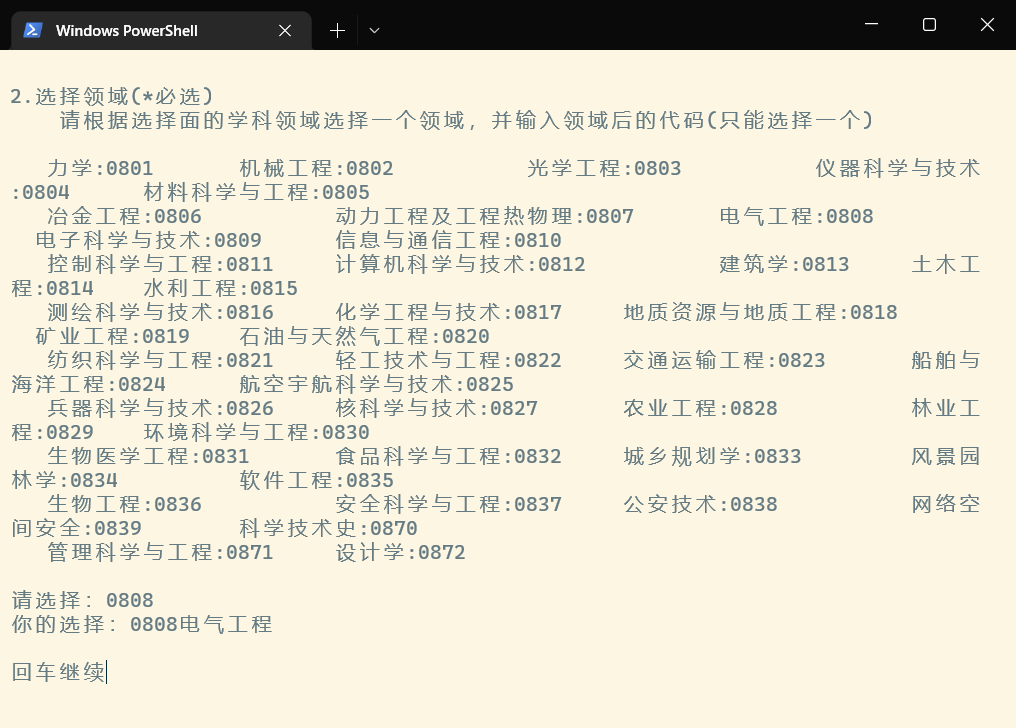 Windows PowerShell
2.选择领域(*必选)
请根据选择面的学科领域选择一个领域，并输入领域后的代码(只能选择一个)
力学:0801 机械工程:0802 光学工程:0803 仪器科学与技术
:0804 材料科学与工程:0805
冶金工程:0806 动力工程及工程热物理:0807 电气工程:0808
电子科学与技术:0809 信息与通信工程:0810
控制科学与工程:0811 计算机科学与技术:0812 建筑学:0813 土木工
程:0814 水利工程:0815
测绘科学与技术:0816 化学工程与技术:0817 地质资源与地质工程:0818
矿业工程:0819 石油与天然气工程:0820
纺织科学与工程:0821 轻工技术与工程:0822 交通运输工程:0823 船舶与
海洋工程:0824 航空宇航科学与技术:0825
兵器科学与技术:0826 核科学与技术:0827 农业工程:0828 林业工
程:0829 环境科学与工程:0830
生物医学工程:0831 食品科学与工程:0832 城乡规划学:0833 风景园
林学:0834 软件工程:0835
生物工程:0836 安全科学与工程:0837 公安技术:0838 网络空
间安全:0839 科学技术史:0870
管理科学与工程:0871 设计学:0872
请选择：0808
你的选择：0808电气工程
回车继续